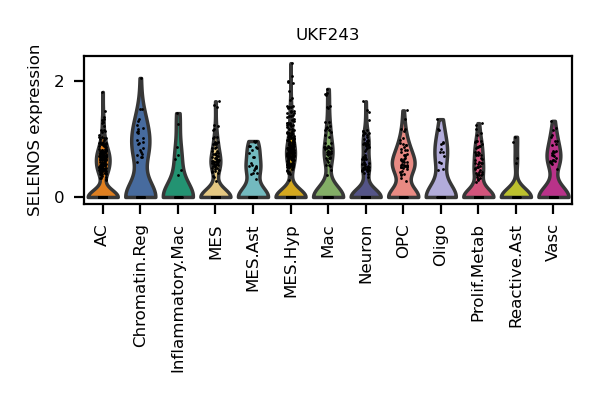 UKF243
SELENOS expression
2
0
AC
Chromatin.Reg
Inflammatory.Mac
MES
MES.Ast
MES.Hyp
Mac
Neuron
OPC
Oligo
Prolif.Metab
Reactive.Ast
Vasc